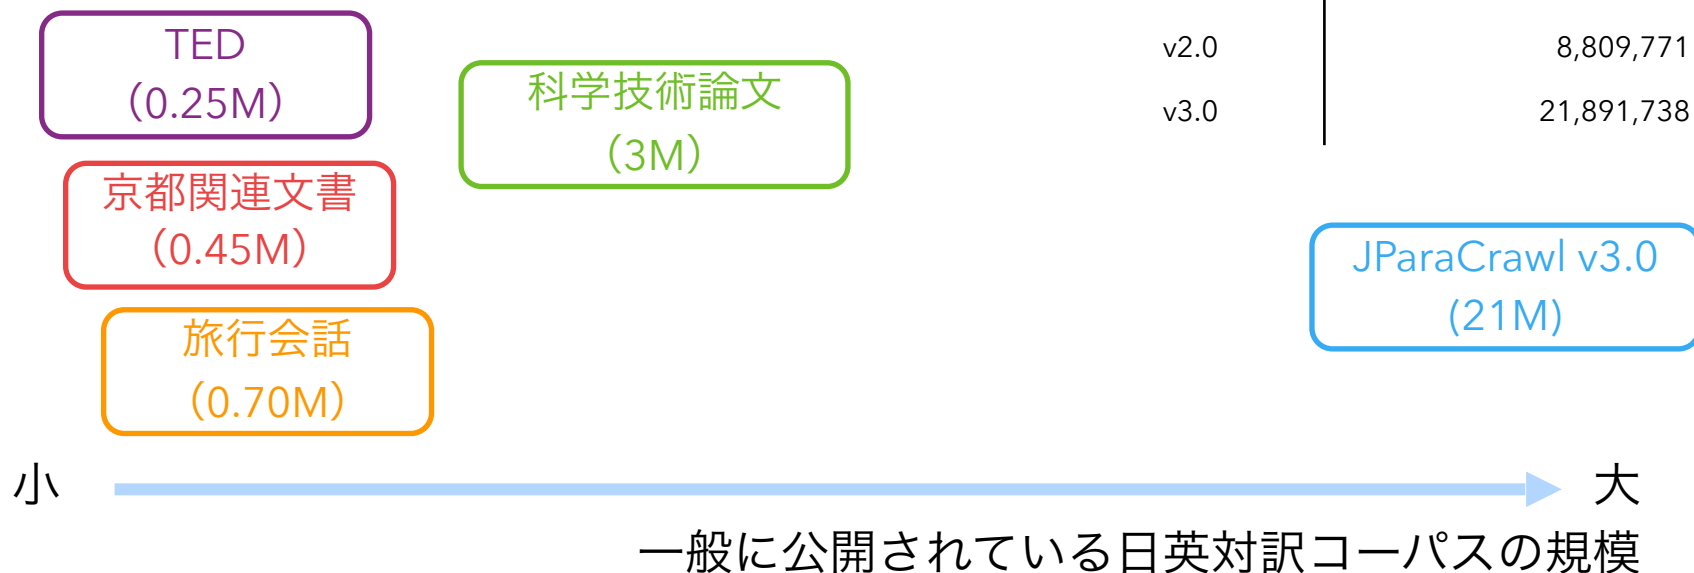 TED
（0.25M）
科学技術論文
（3M）
v2.0 8,809,771
v3.0 21,891,738
京都関連文書
（0.45M）
JParaCrawl v3.0
(21M)
旅行会話
（0.70M）
小 大
一般に公開されている日英対訳コーパスの規模